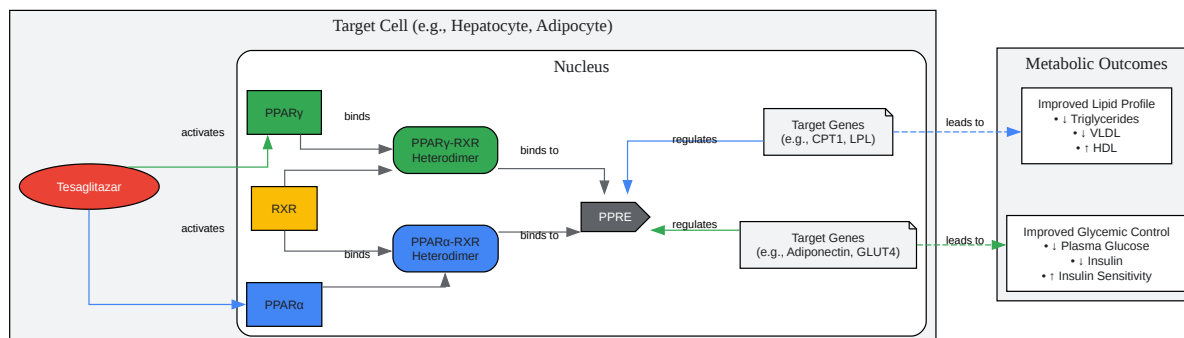 Target Cell (e.g., Hepatocyte, Adipocyte)
Nucleus
Metabolic Outcomes
PPARγ
activates
binds
PPARγ-RXR
Heterodimer
binds to
Target Genes
(e.g., CPT1, LPL)
regulates
leads to
Improved Lipid Profile
• ↓ Triglycerides
• ↓ VLDL
• ↑ HDL
Tesaglitazar
RXR
PPRE
activates
binds
PPARα-RXR
Heterodimer
binds to
regulates
Target Genes
(e.g., Adiponectin, GLUT4)
leads to
Improved Glycemic Control
• ↓ Plasma Glucose
• ↓ Insulin
• ↑ Insulin Sensitivity
PPARα